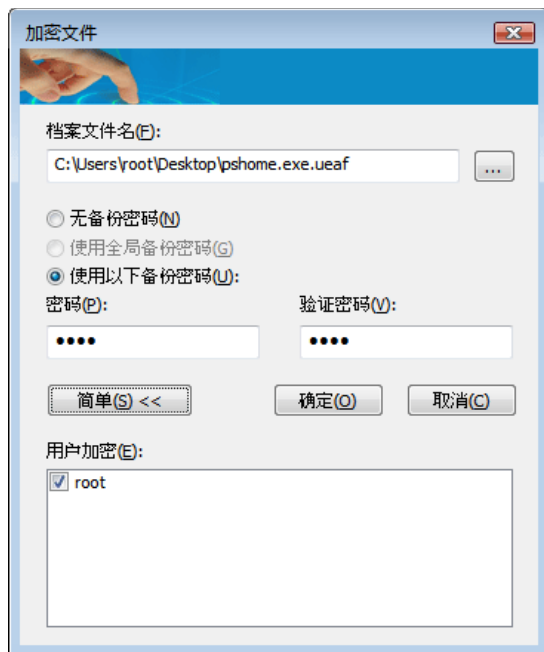 加密文件
档案文件名(F):
C:\Users\root\Desktop\pshome.exe.ueaf
...
无备份密码(N)
使用全局备份密码(G)
使用以下备份密码(U):
密码(P): 验证密码(V):
•••• ••••
简单(S) << 确定(O) 取消(C)
用户加密(E):
root